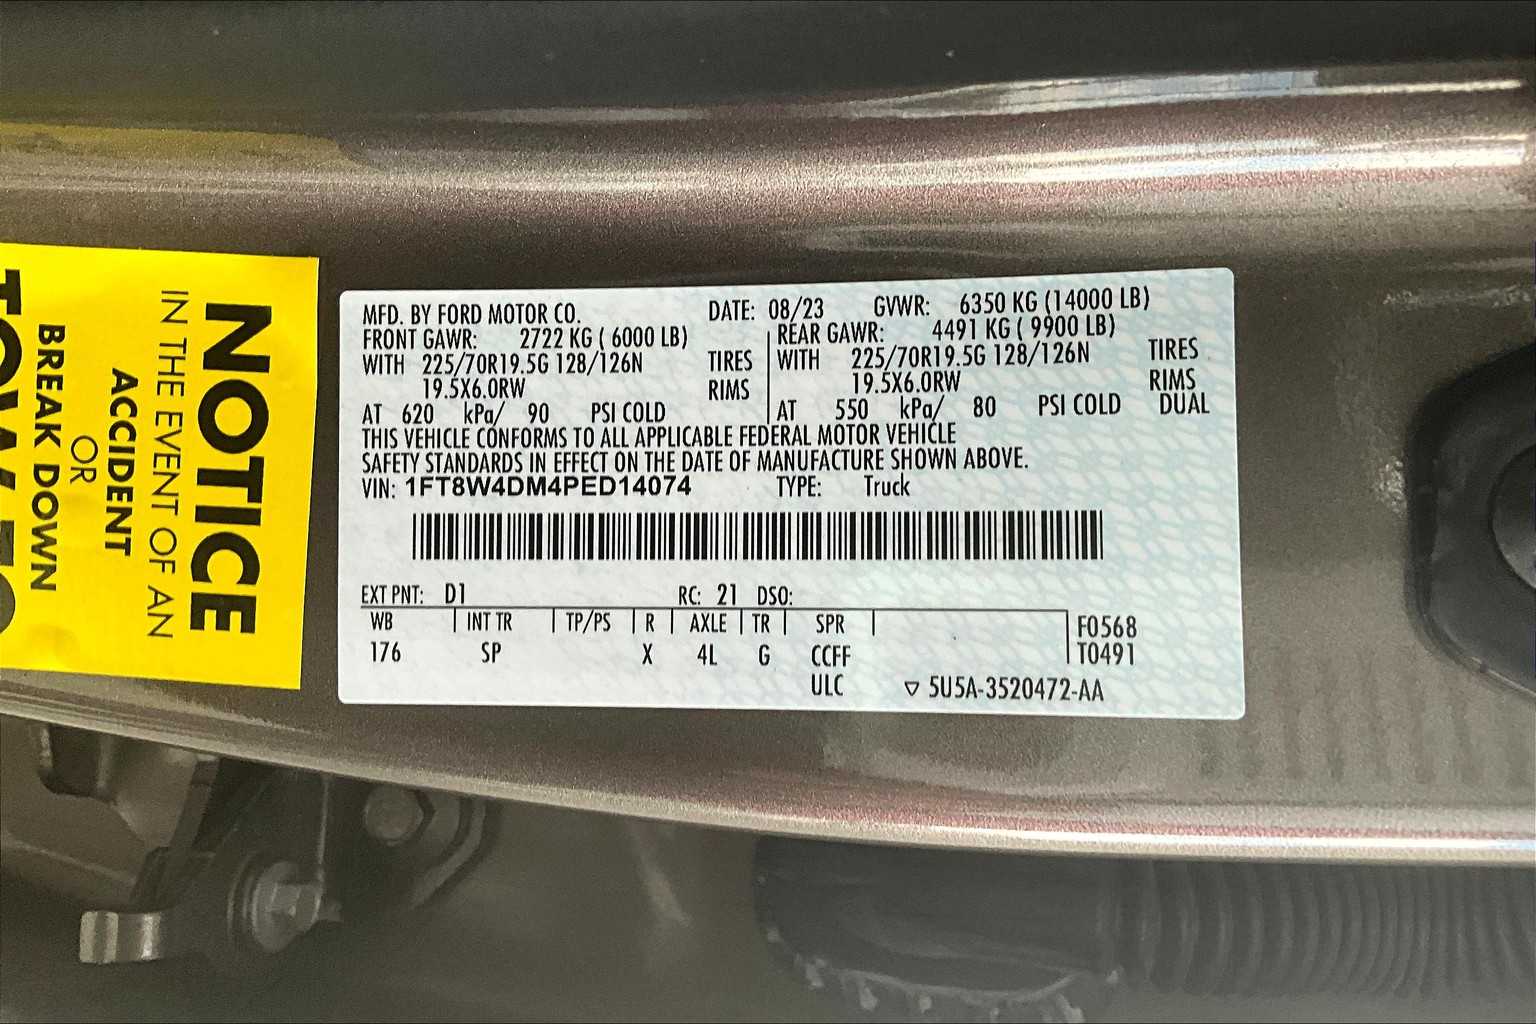 NOTICE
IN THE EVENT OF AN
ACCIDENT
OR
BREAK DOWN
MFD. BY FORD MOTOR CO. DATE: 08/23 GVWR: 6350 KG (14000 LB)
FRONT GAWR: 2722 KG ( 6000 LB) REAR GAWR: 4491 KG ( 9900 LB)
WITH 225/70R19.5G 128/126N TIRES WITH 225/70R19.5G 128/126N TIRES
19.5X6.0RW RIMS 19.5X6.0RW RIMS
AT 620 kPa/ 90 PSI COLD AT 550 kPa/ 80 PSI COLD DUAL
THIS VEHICLE CONFORMS TO ALL APPLICABLE FEDERAL MOTOR VEHICLE
SAFETY STANDARDS IN EFFECT ON THE DATE OF MANUFACTURE SHOWN ABOVE.
VIN: 1FT8W4DM4PED14074 TYPE: Truck
EXT PNT: D1 RC: 21 DSO:
WB INT TR TP/PS R AXLE TR SPR F0568
176 SP X 4L G CCFF T0491
ULC ▽ 5U5A-3520472-AA